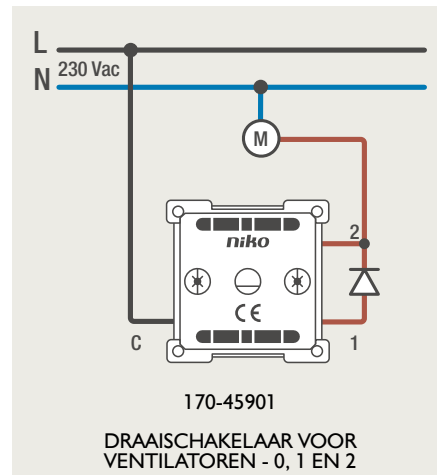 L
230 Vac
N
M
2
niko
CE
C
1
170-45901
DRAAISCHAKELAAR VOOR
VENTILATOREN - 0, 1 EN 2